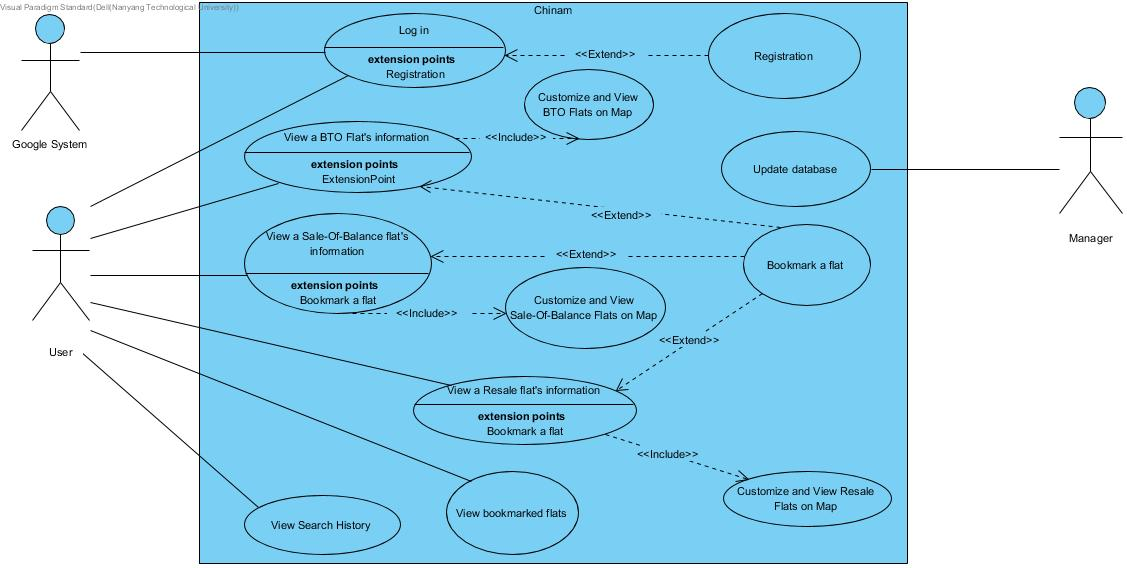 Visual Paradigm Standard(Dell(Nanyang Technological University))
Chinam
Log in
extension points
Registration
<<Extend>>
Registration
Customize and View
BTO Flats on Map
Google System
View a BTO Flat's information
<<Include>>
extension points
ExtensionPoint
Update database
<<Extend>>
Manager
View a Sale-Of-Balance flat's
information
<<Extend>>
Bookmark a flat
extension points
Bookmark a flat
<<Include>>
Customize and View
Sale-Of-Balance Flats on Map
User
<<Extend>>
View a Resale flat's information
extension points
Bookmark a flat
<<Include>>
Customize and View Resale
Flats on Map
View bookmarked flats
View Search History